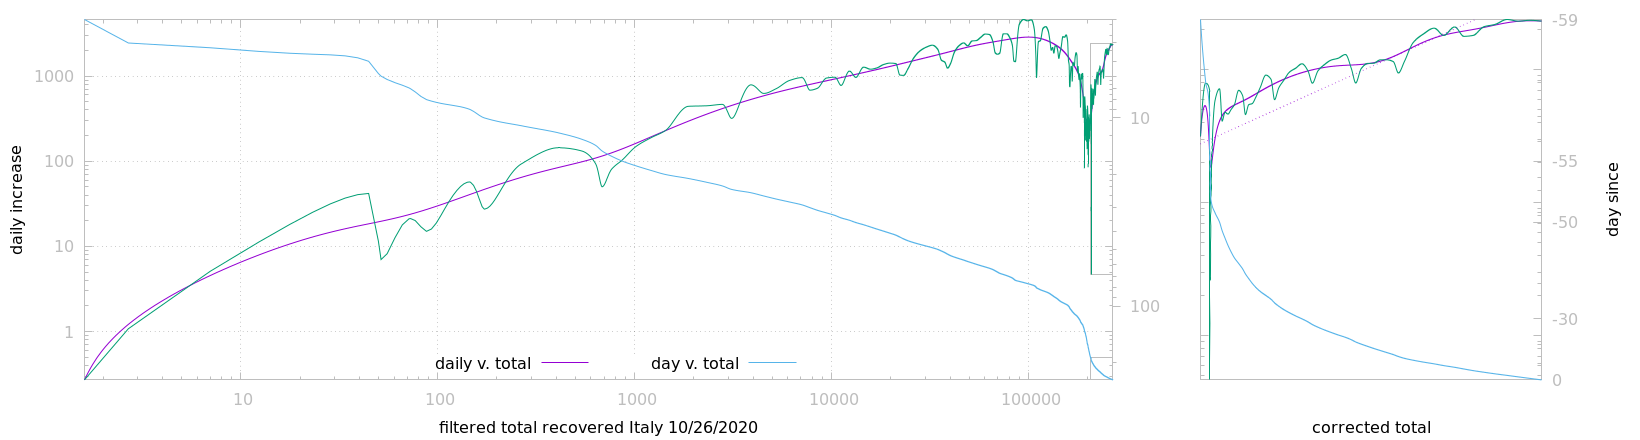 daily increase
1000
100
10
1
10
100
1000
10000
100000
10
100
daily v. total
day v. total
filtered total recovered Italy 10/26/2020
-59
-55
-50
-30
0
day since
corrected total